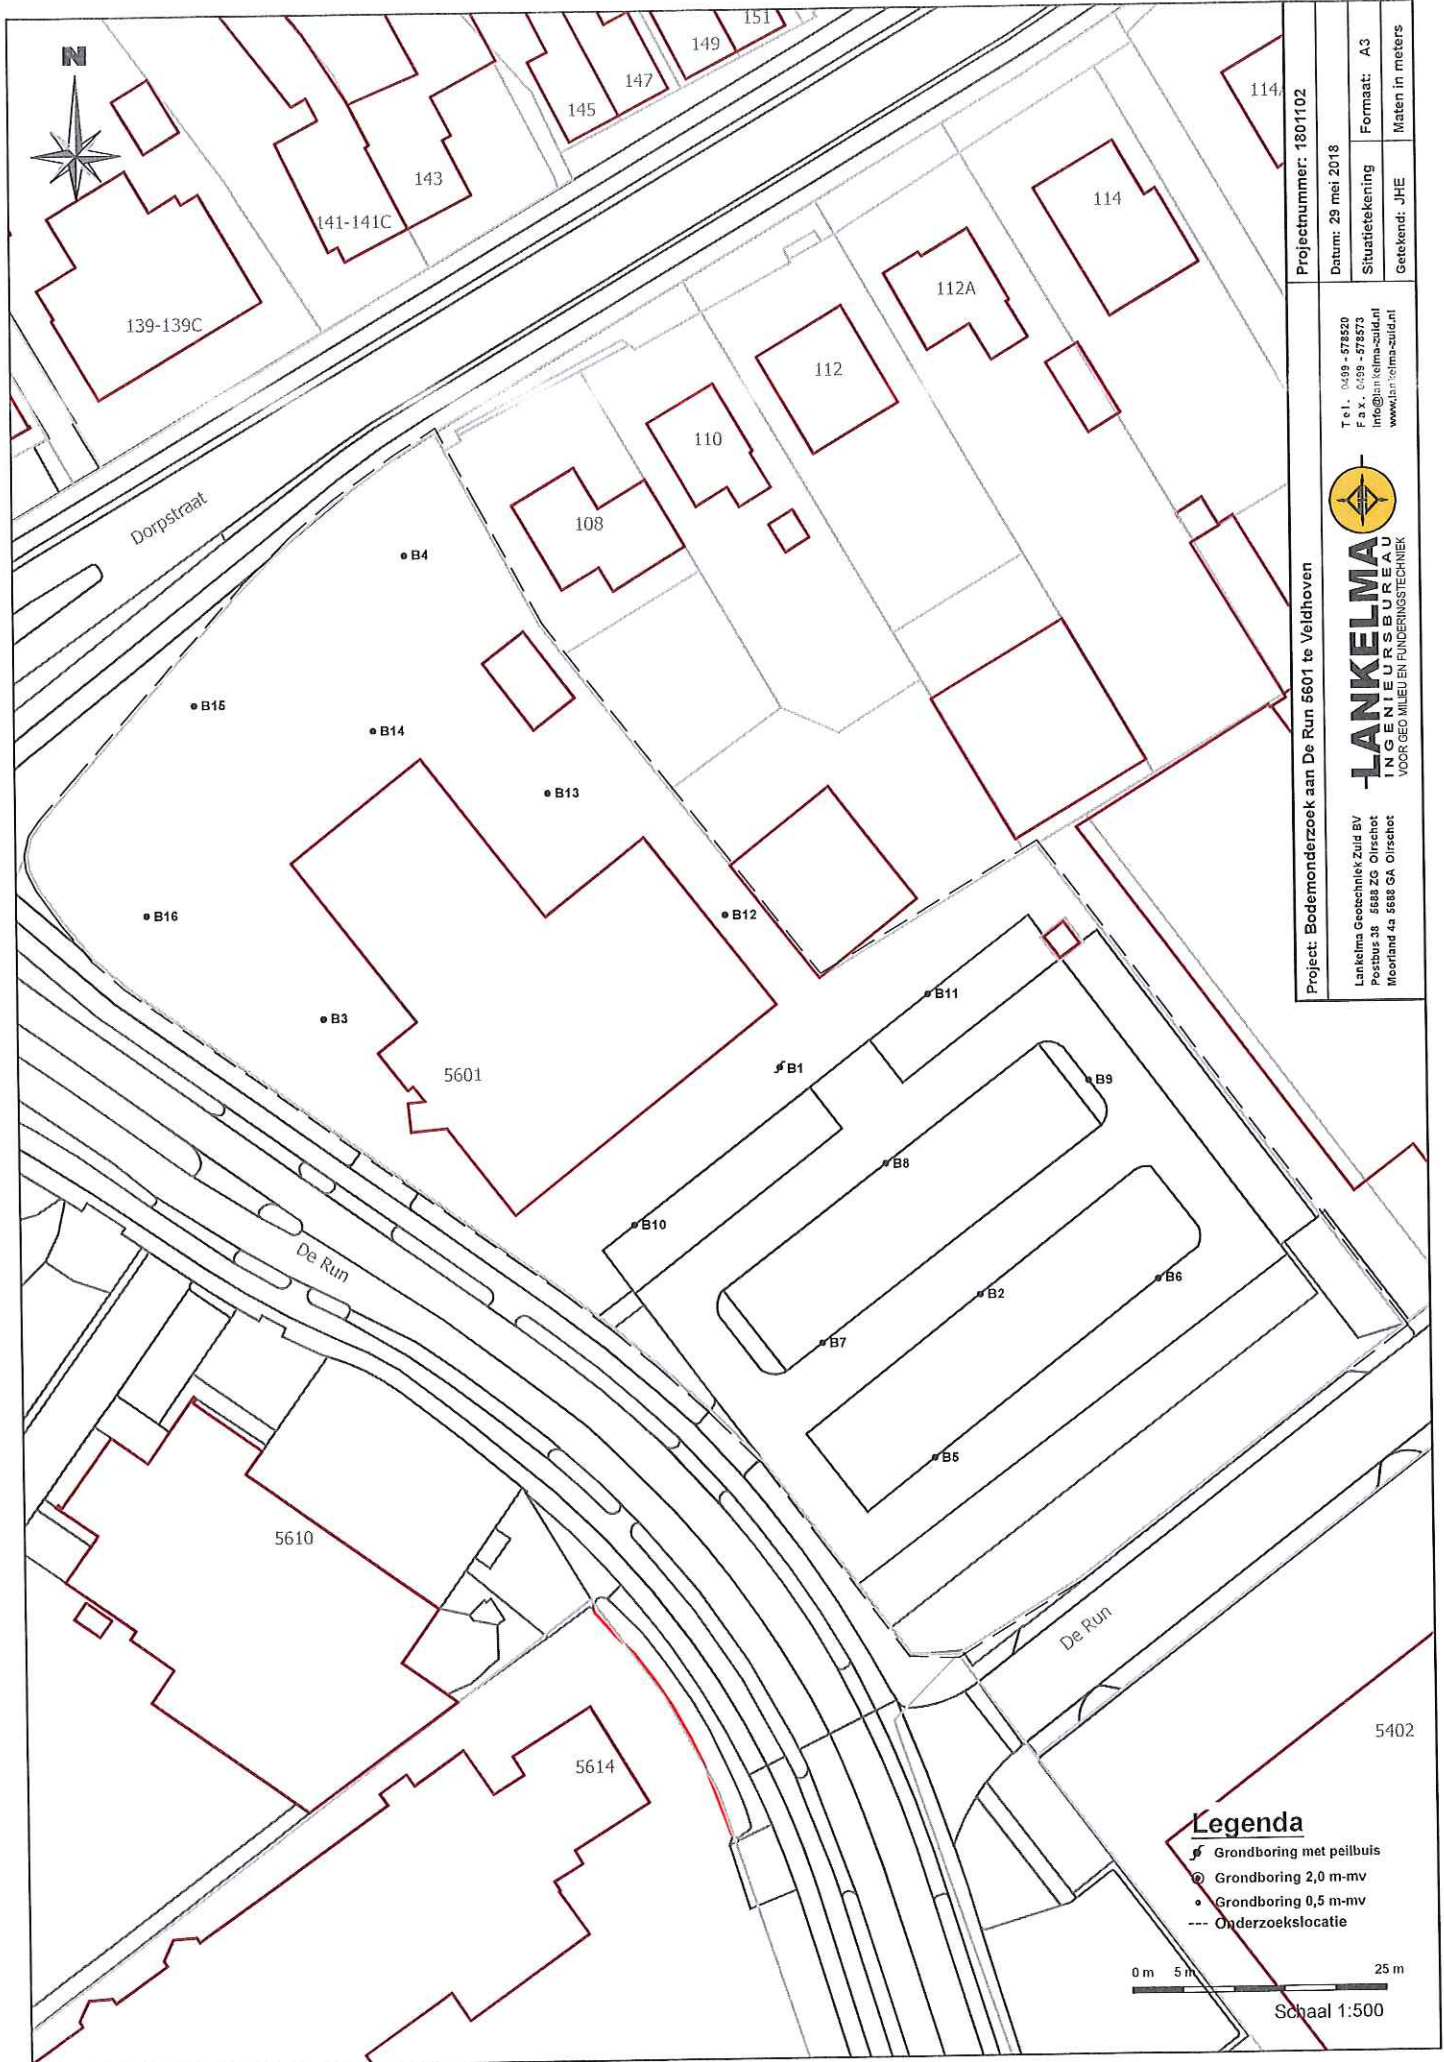 N
151
149
147
145
143
141-141C
139-139C
114
112A
112
110
108
Dorpstraat
B4
B15
B14
B13
B16
B12
B3
B11
5601
B1
B9
B8
B10
De Run
B2
B6
B7
B5
5610
De Run
5614
5402
Legenda
Grondboring met peilbuis
Grondboring 2,0 m-mv
Grondboring 0,5 m-mv
--- Onderzoekslocatie
0 m 5 m 25 m
Schaal 1:500
Project: Bodemonderzoek aan De Run 5601 te Veldhoven
Projectnummer: 1801102
Lankelma Geotechniek Zuid BV
Postbus 38 5688 ZG Oirschot
Moorland 4a 5688 GA Oirschot
LANKELMA
INGENIEURSBUREAU
VOOR GEO MILIEU EN FUNDERINGSTECHNIEK
Tel. 0499 - 578520
Fax. 0499 - 578573
info@lankelma-zuid.nl
www.lankelma-zuid.nl
Datum: 29 mei 2018
Situatietekening Formaat: A3
Getekend: JHE Maten in meters